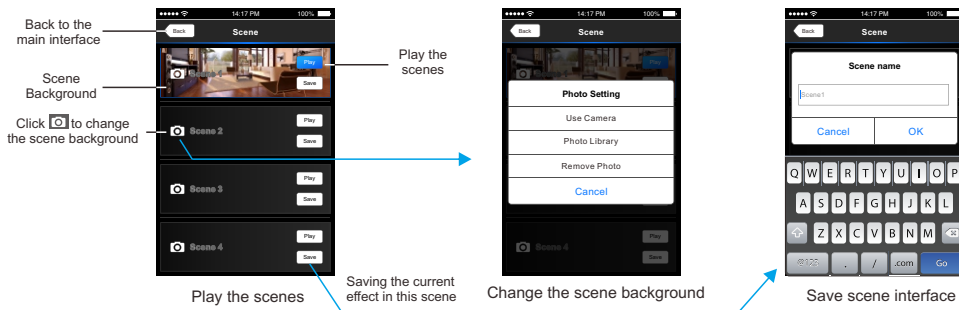 Back to the
main interface
Scene
Background
Click to change
the scene background
14:17 PM 100%
Back Scene
Scene 1
Play
Save
Scene 2
Play
Save
Scene 3
Play
Save
Scene 4
Play
Save
Play the
scenes
Saving the current
effect in this scene
Play the scenes
14:17 PM 100%
Back Scene
Photo Setting
Use Camera
Photo Library
Remove Photo
Cancel
Scene 4
Play
Save
Change the scene background
14:17 PM 100%
Back Scene
Scene name
Scene1
Cancel OK
Q W E R T Y U I O P
A S D F G H J K L
Z X C V B N M
@123 . / .com Go
Save scene interface